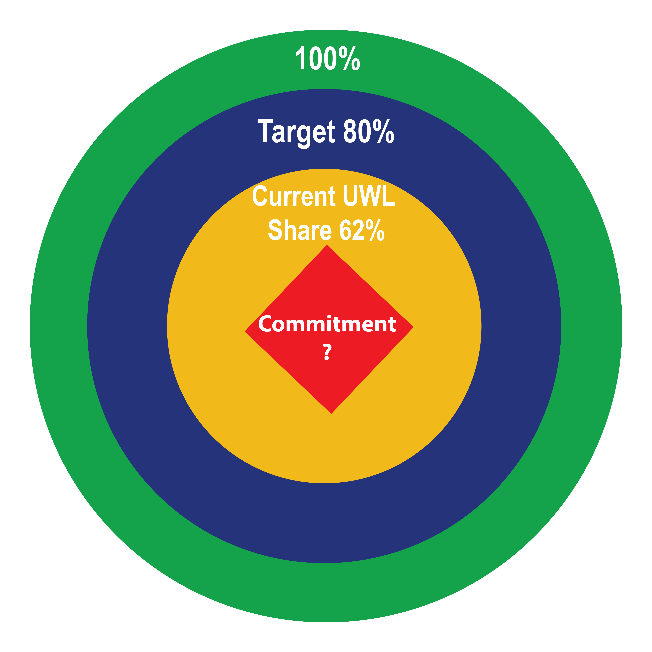 100%
Target 80%
Current UWL
Share 62%
Commitment
?